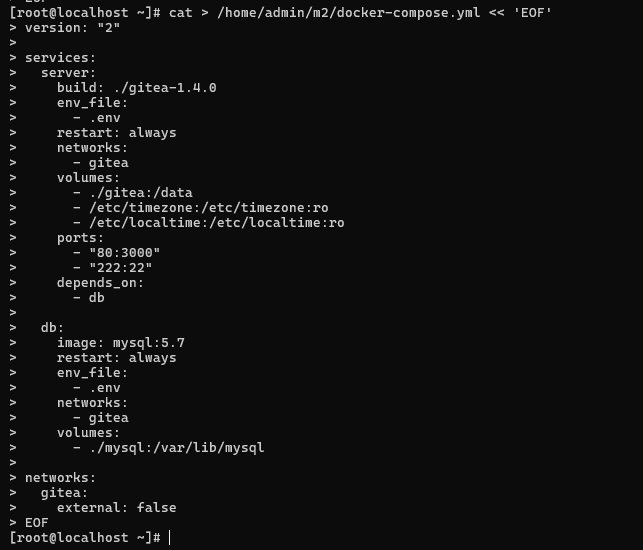 [root@localhost ~]# cat > /home/admin/m2/docker-compose.yml << 'EOF'
> version: "2"
>
> services:
>   server:
>     build: ./gitea-1.4.0
>     env_file:
>       - .env
>     restart: always
>     networks:
>       - gitea
>     volumes:
>       - ./gitea:/data
>       - /etc/timezone:/etc/timezone:ro
>       - /etc/localtime:/etc/localtime:ro
>     ports:
>       - "80:3000"
>       - "222:22"
>     depends_on:
>       - db
>
>   db:
>     image: mysql:5.7
>     restart: always
>     env_file:
>       - .env
>     networks:
>       - gitea
>     volumes:
>       - ./mysql:/var/lib/mysql
>
> networks:
>   gitea:
>     external: false
> EOF
[root@localhost ~]#